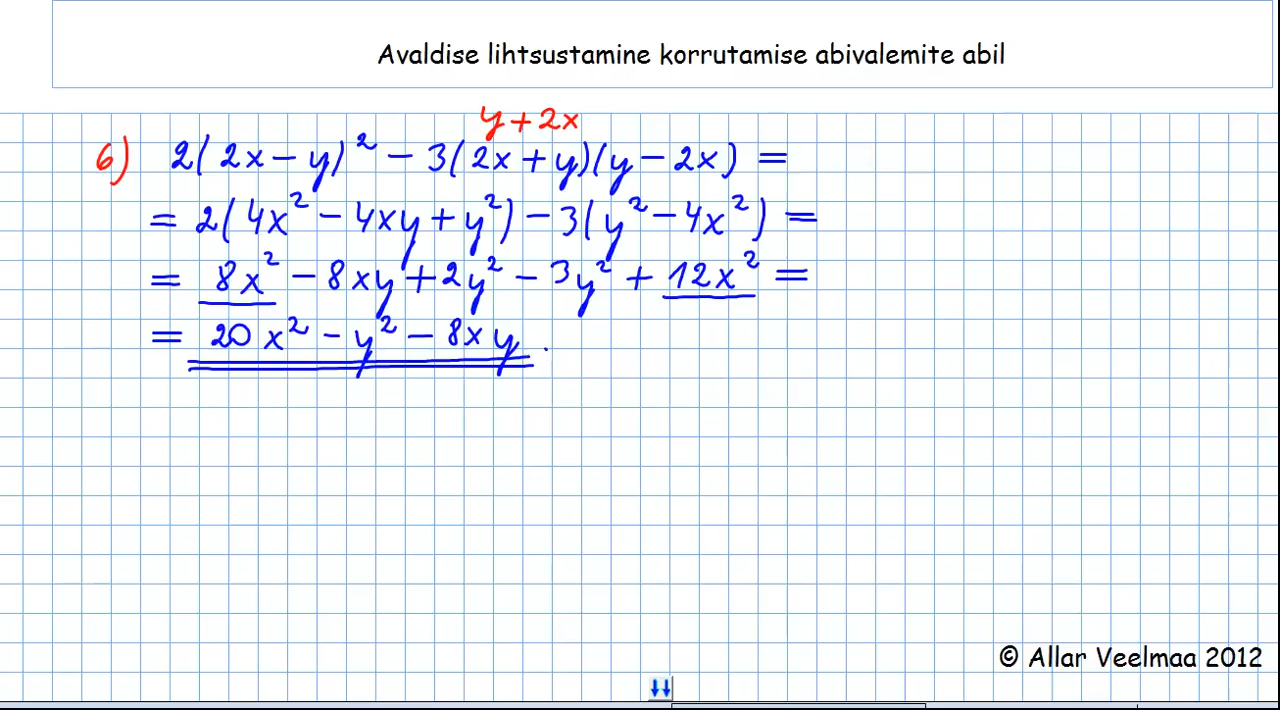 Avaldise lihtsustamine korrutamise abivalemite abil
y + 2x
6) 2(2x - y)² - 3(2x + y)(y - 2x) =
= 2(4x² - 4xy + y²) - 3(y² - 4x²) =
= 8x² - 8xy + 2y² - 3y² + 12x² =
= 20x² - y² - 8xy.
© Allar Veelmaa 2012